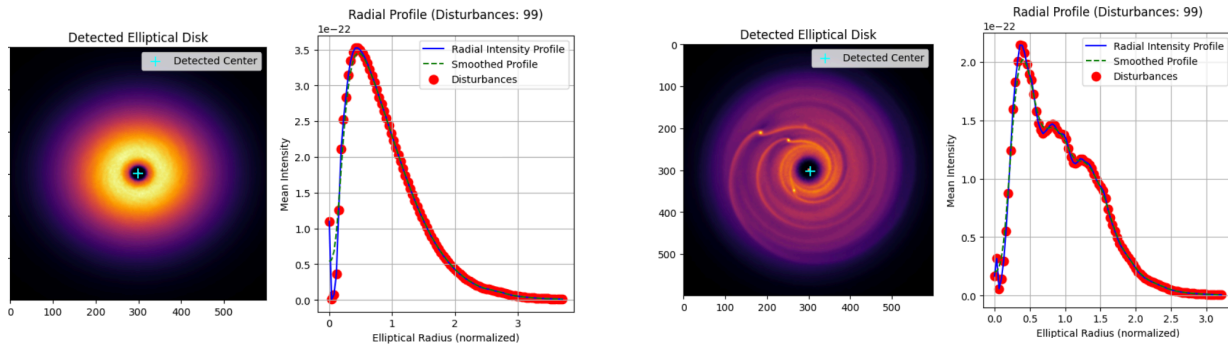 Detected Elliptical Disk
Detected Center
0 100 200 300 400 500
Radial Profile (Disturbances: 99)
1e−22
Radial Intensity Profile
Smoothed Profile
Disturbances
Mean Intensity
3.5
3.0
2.5
2.0
1.5
1.0
0.5
0.0
0 1 2 3
Elliptical Radius (normalized)
Detected Elliptical Disk
Detected Center
0
100
200
300
400
500
0 100 200 300 400 500
Radial Profile (Disturbances: 99)
1e−22
Radial Intensity Profile
Smoothed Profile
Disturbances
Mean Intensity
2.0
1.5
1.0
0.5
0.0
0.0 0.5 1.0 1.5 2.0 2.5 3.0
Elliptical Radius (normalized)